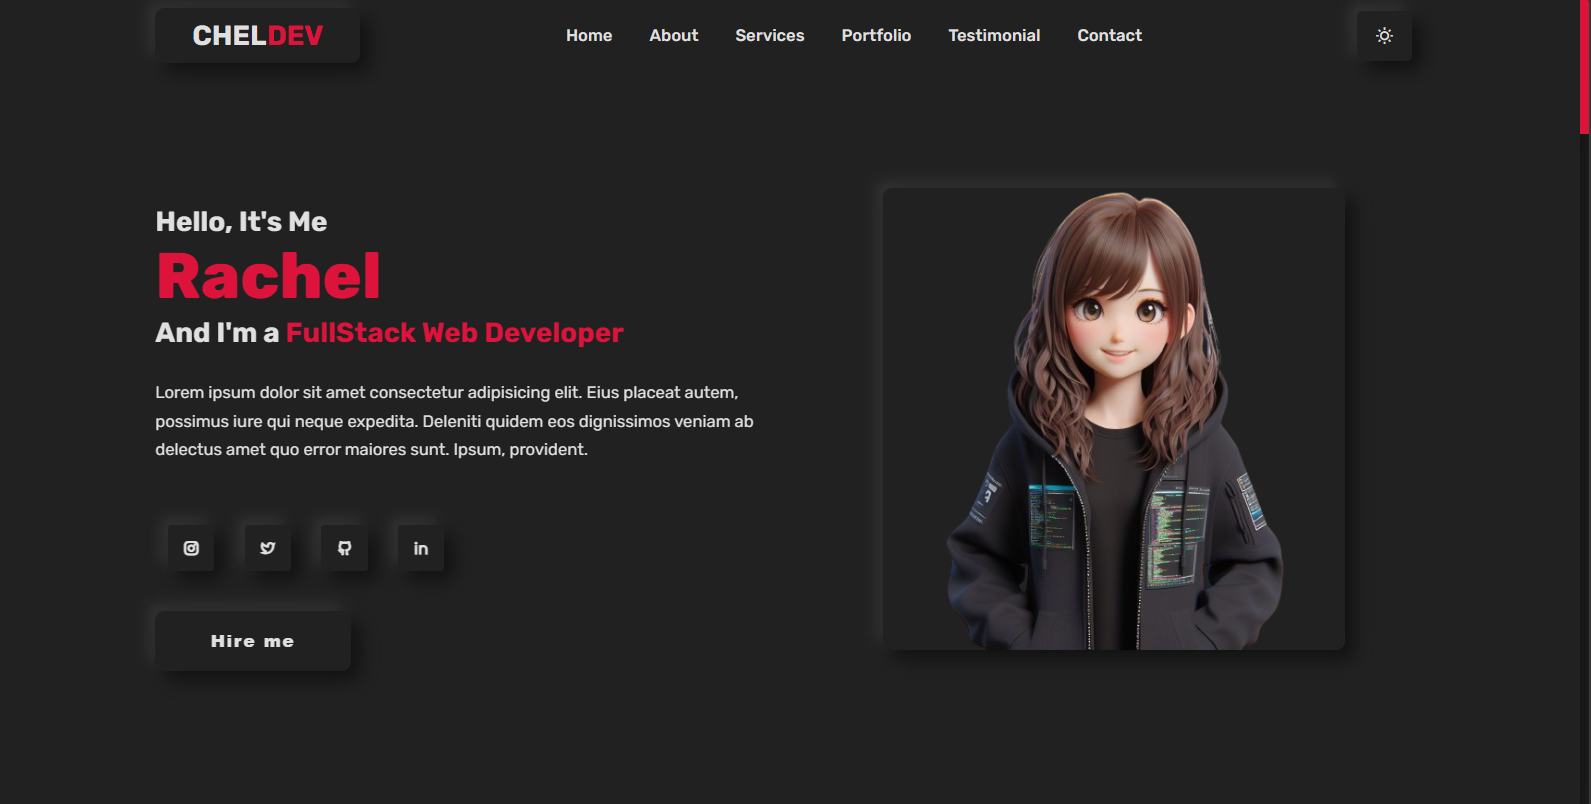 CHELDEV
Home
About
Services
Portfolio
Testimonial
Contact
Hello, It's Me
Rachel
And I'm a FullStack Web Developer
Lorem ipsum dolor sit amet consectetur adipisicing elit. Eius placeat autem,
possimus iure qui neque expedita. Deleniti quidem eos dignissimos veniam ab
delectus amet quo error maiores sunt. Ipsum, provident.
in
Hire me